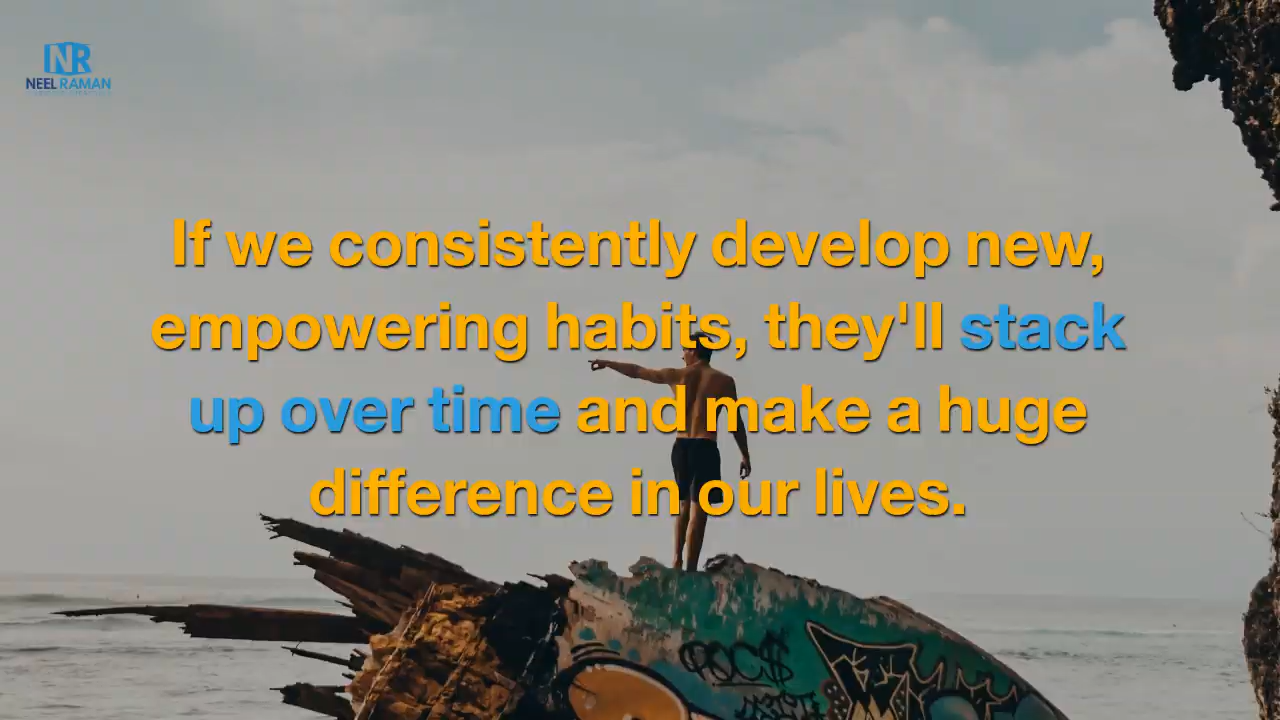 NR
NEEL RAMAN
If we consistently develop new,
empowering habits, they'll stack
up over time and make a huge
difference in our lives.